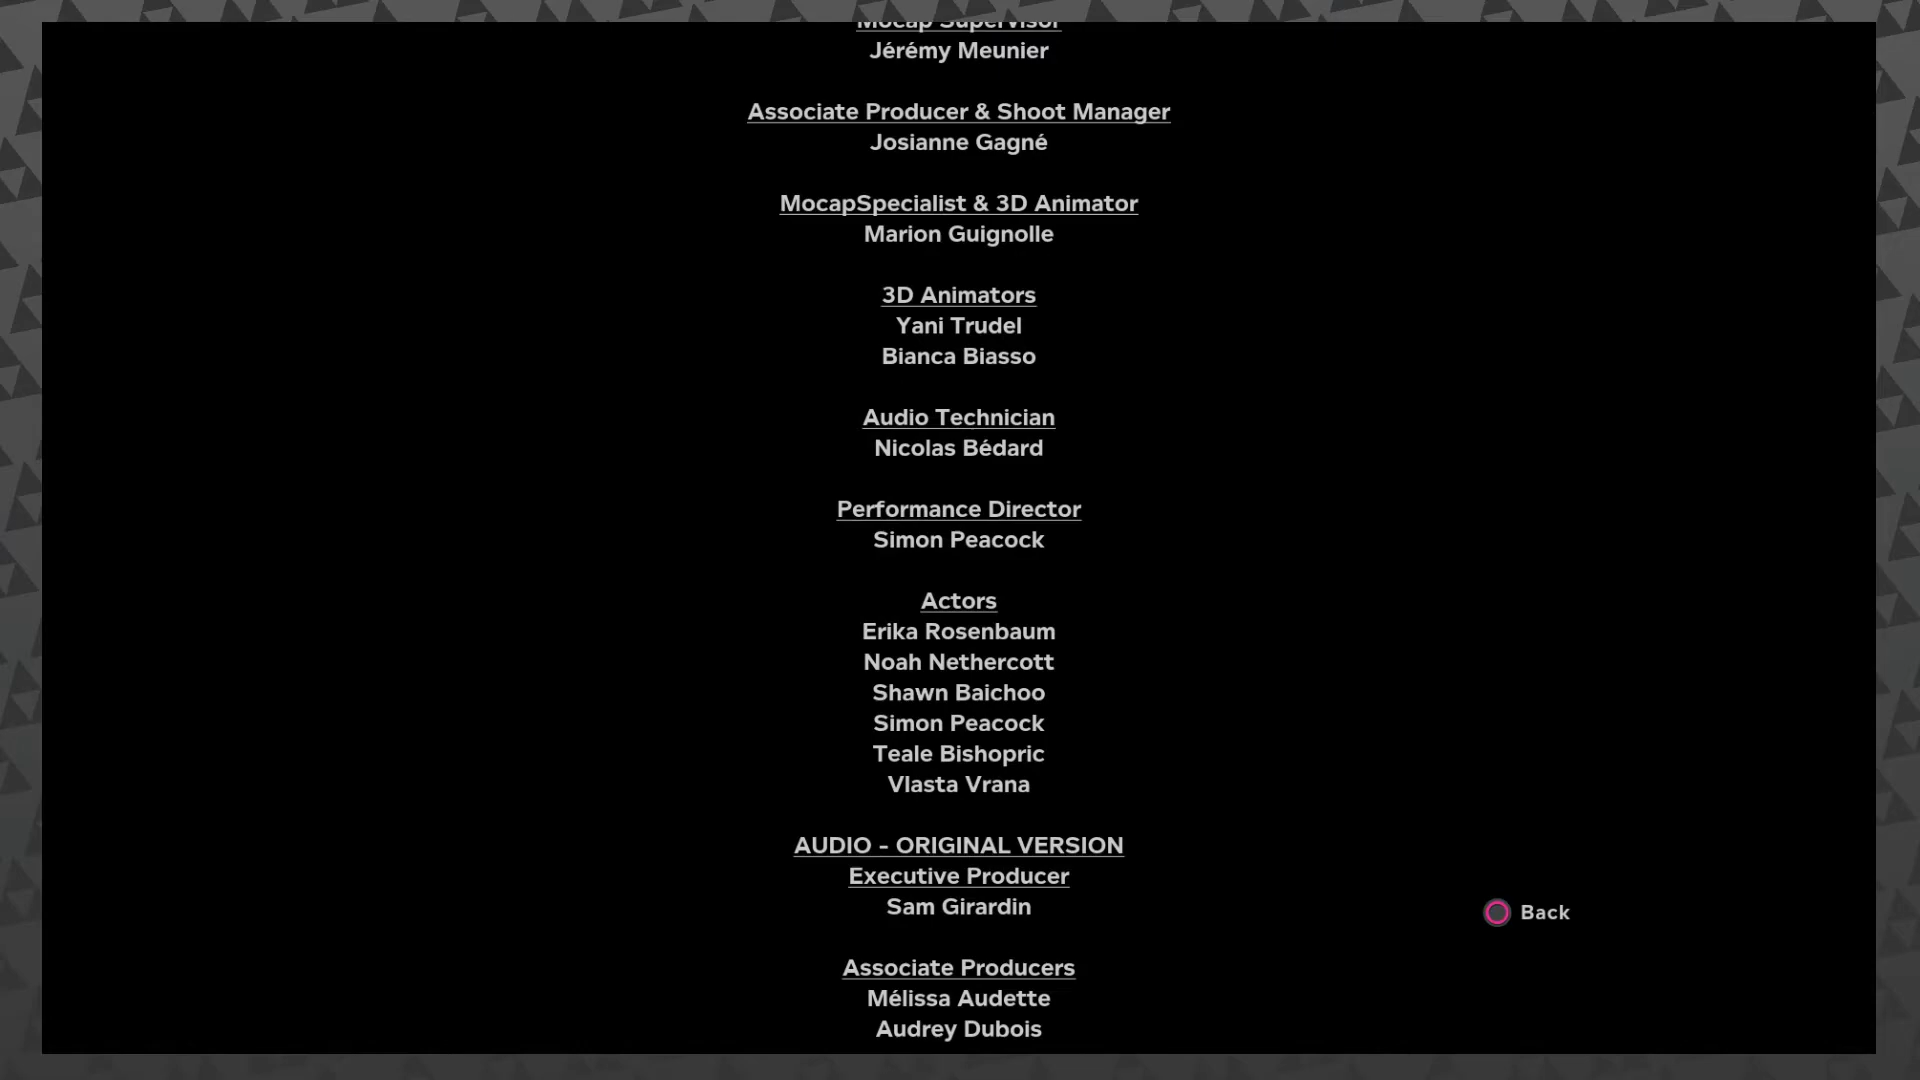 Mocap Supervisor
Jérémy Meunier
Associate Producer & Shoot Manager
Josianne Gagné
MocapSpecialist & 3D Animator
Marion Guignolle
3D Animators
Yani Trudel
Bianca Biasso
Audio Technician
Nicolas Bédard
Performance Director
Simon Peacock
Actors
Erika Rosenbaum
Noah Nethercott
Shawn Baichoo
Simon Peacock
Teale Bishopric
Vlasta Vrana
AUDIO - ORIGINAL VERSION
Executive Producer
Sam Girardin
Back
Associate Producers
Mélissa Audette
Audrey Dubois